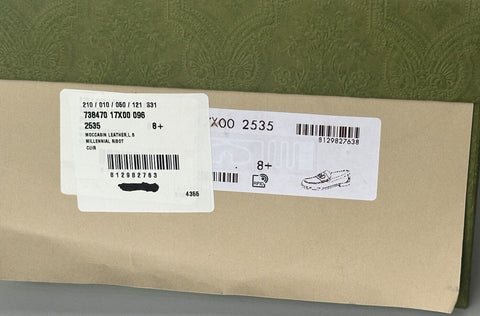 210 / 010 / 050 / 121 S31
738470 17X00 096
2535 8+
MOCCASIN LEATHER,L.S
MILLENNIAL RIBOT
CUIR
812982763
4355
7X00 2535
8129827638
8+